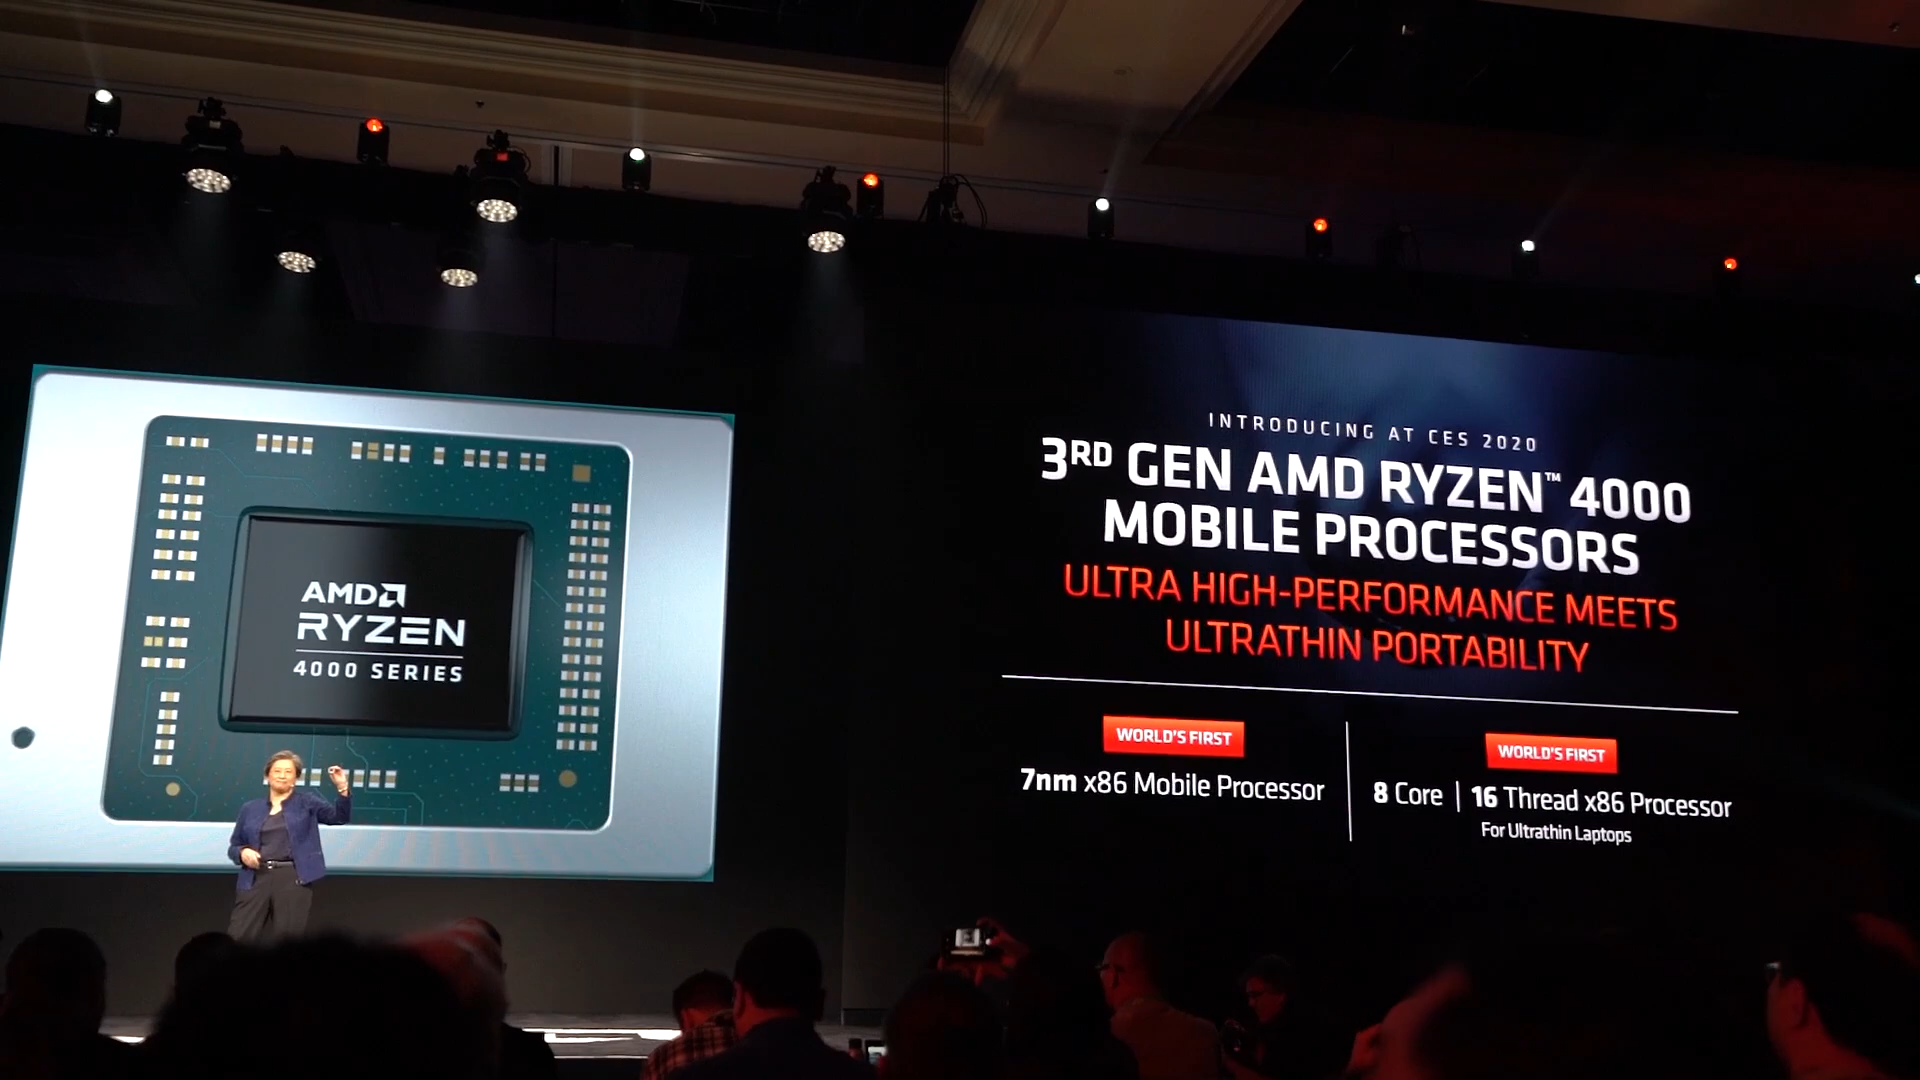 AMD
RYZEN
4000 SERIES
INTRODUCING AT CES 2020
3RD GEN AMD RYZEN™ 4000
MOBILE PROCESSORS
ULTRA HIGH-PERFORMANCE MEETS
ULTRATHIN PORTABILITY
WORLD'S FIRST
7nm x86 Mobile Processor
WORLD'S FIRST
8 Core | 16 Thread x86 Processor
For Ultrathin Laptops